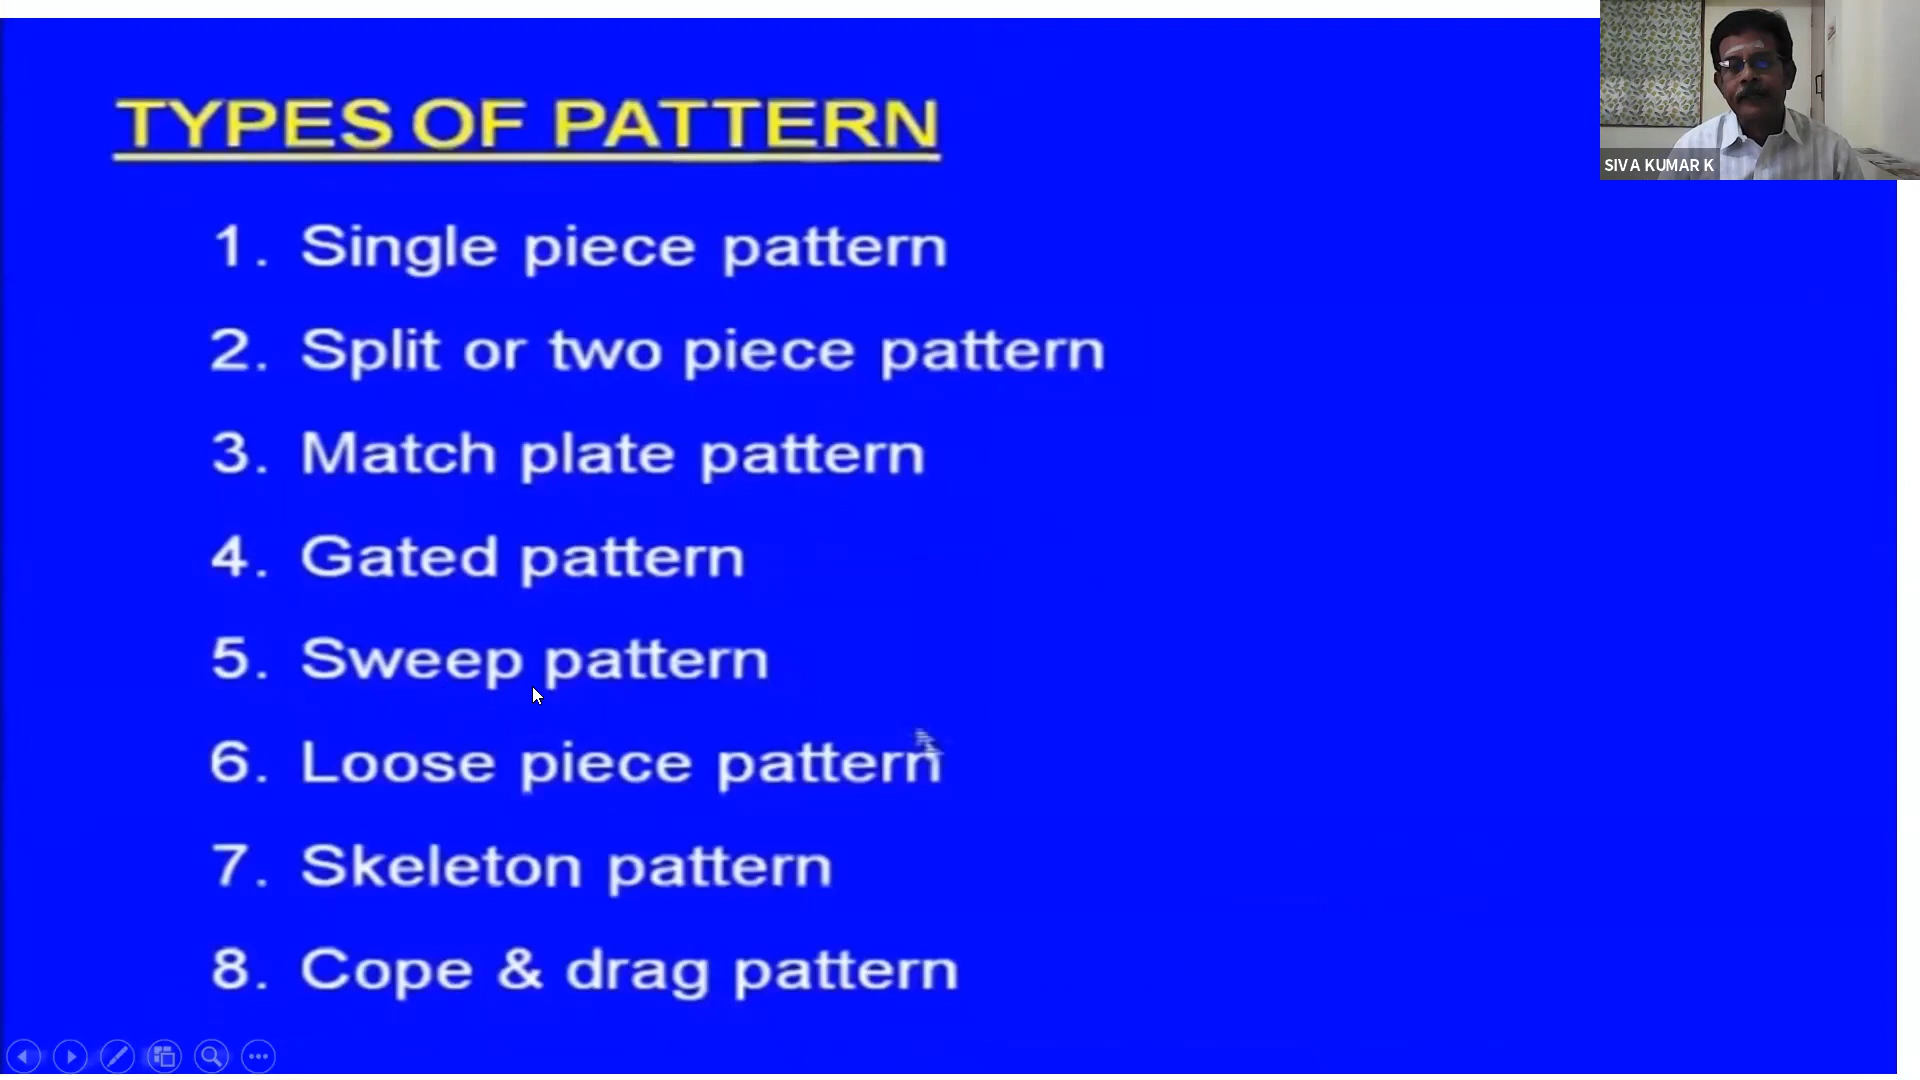 TYPES OF PATTERN
1. Single piece pattern
2. Split or two piece pattern
3. Match plate pattern
4. Gated pattern
5. Sweep pattern
6. Loose piece pattern
7. Skeleton pattern
8. Cope & drag pattern
SIVA KUMAR K